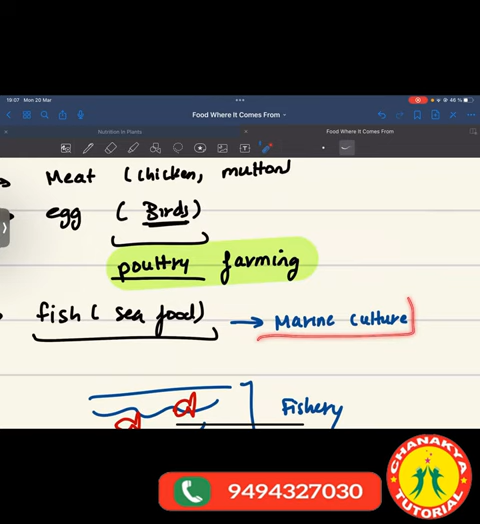 19:07 Mon 20 Mar
46 %
Food Where It Comes From
Nutrition in Plants
Food Where It Comes From
Meat (chicken, mutton)
egg (Birds)
poultry farming
fish (sea food) → Marine culture
Fishery
9494327030
CHANAKYA
TUTORIAL